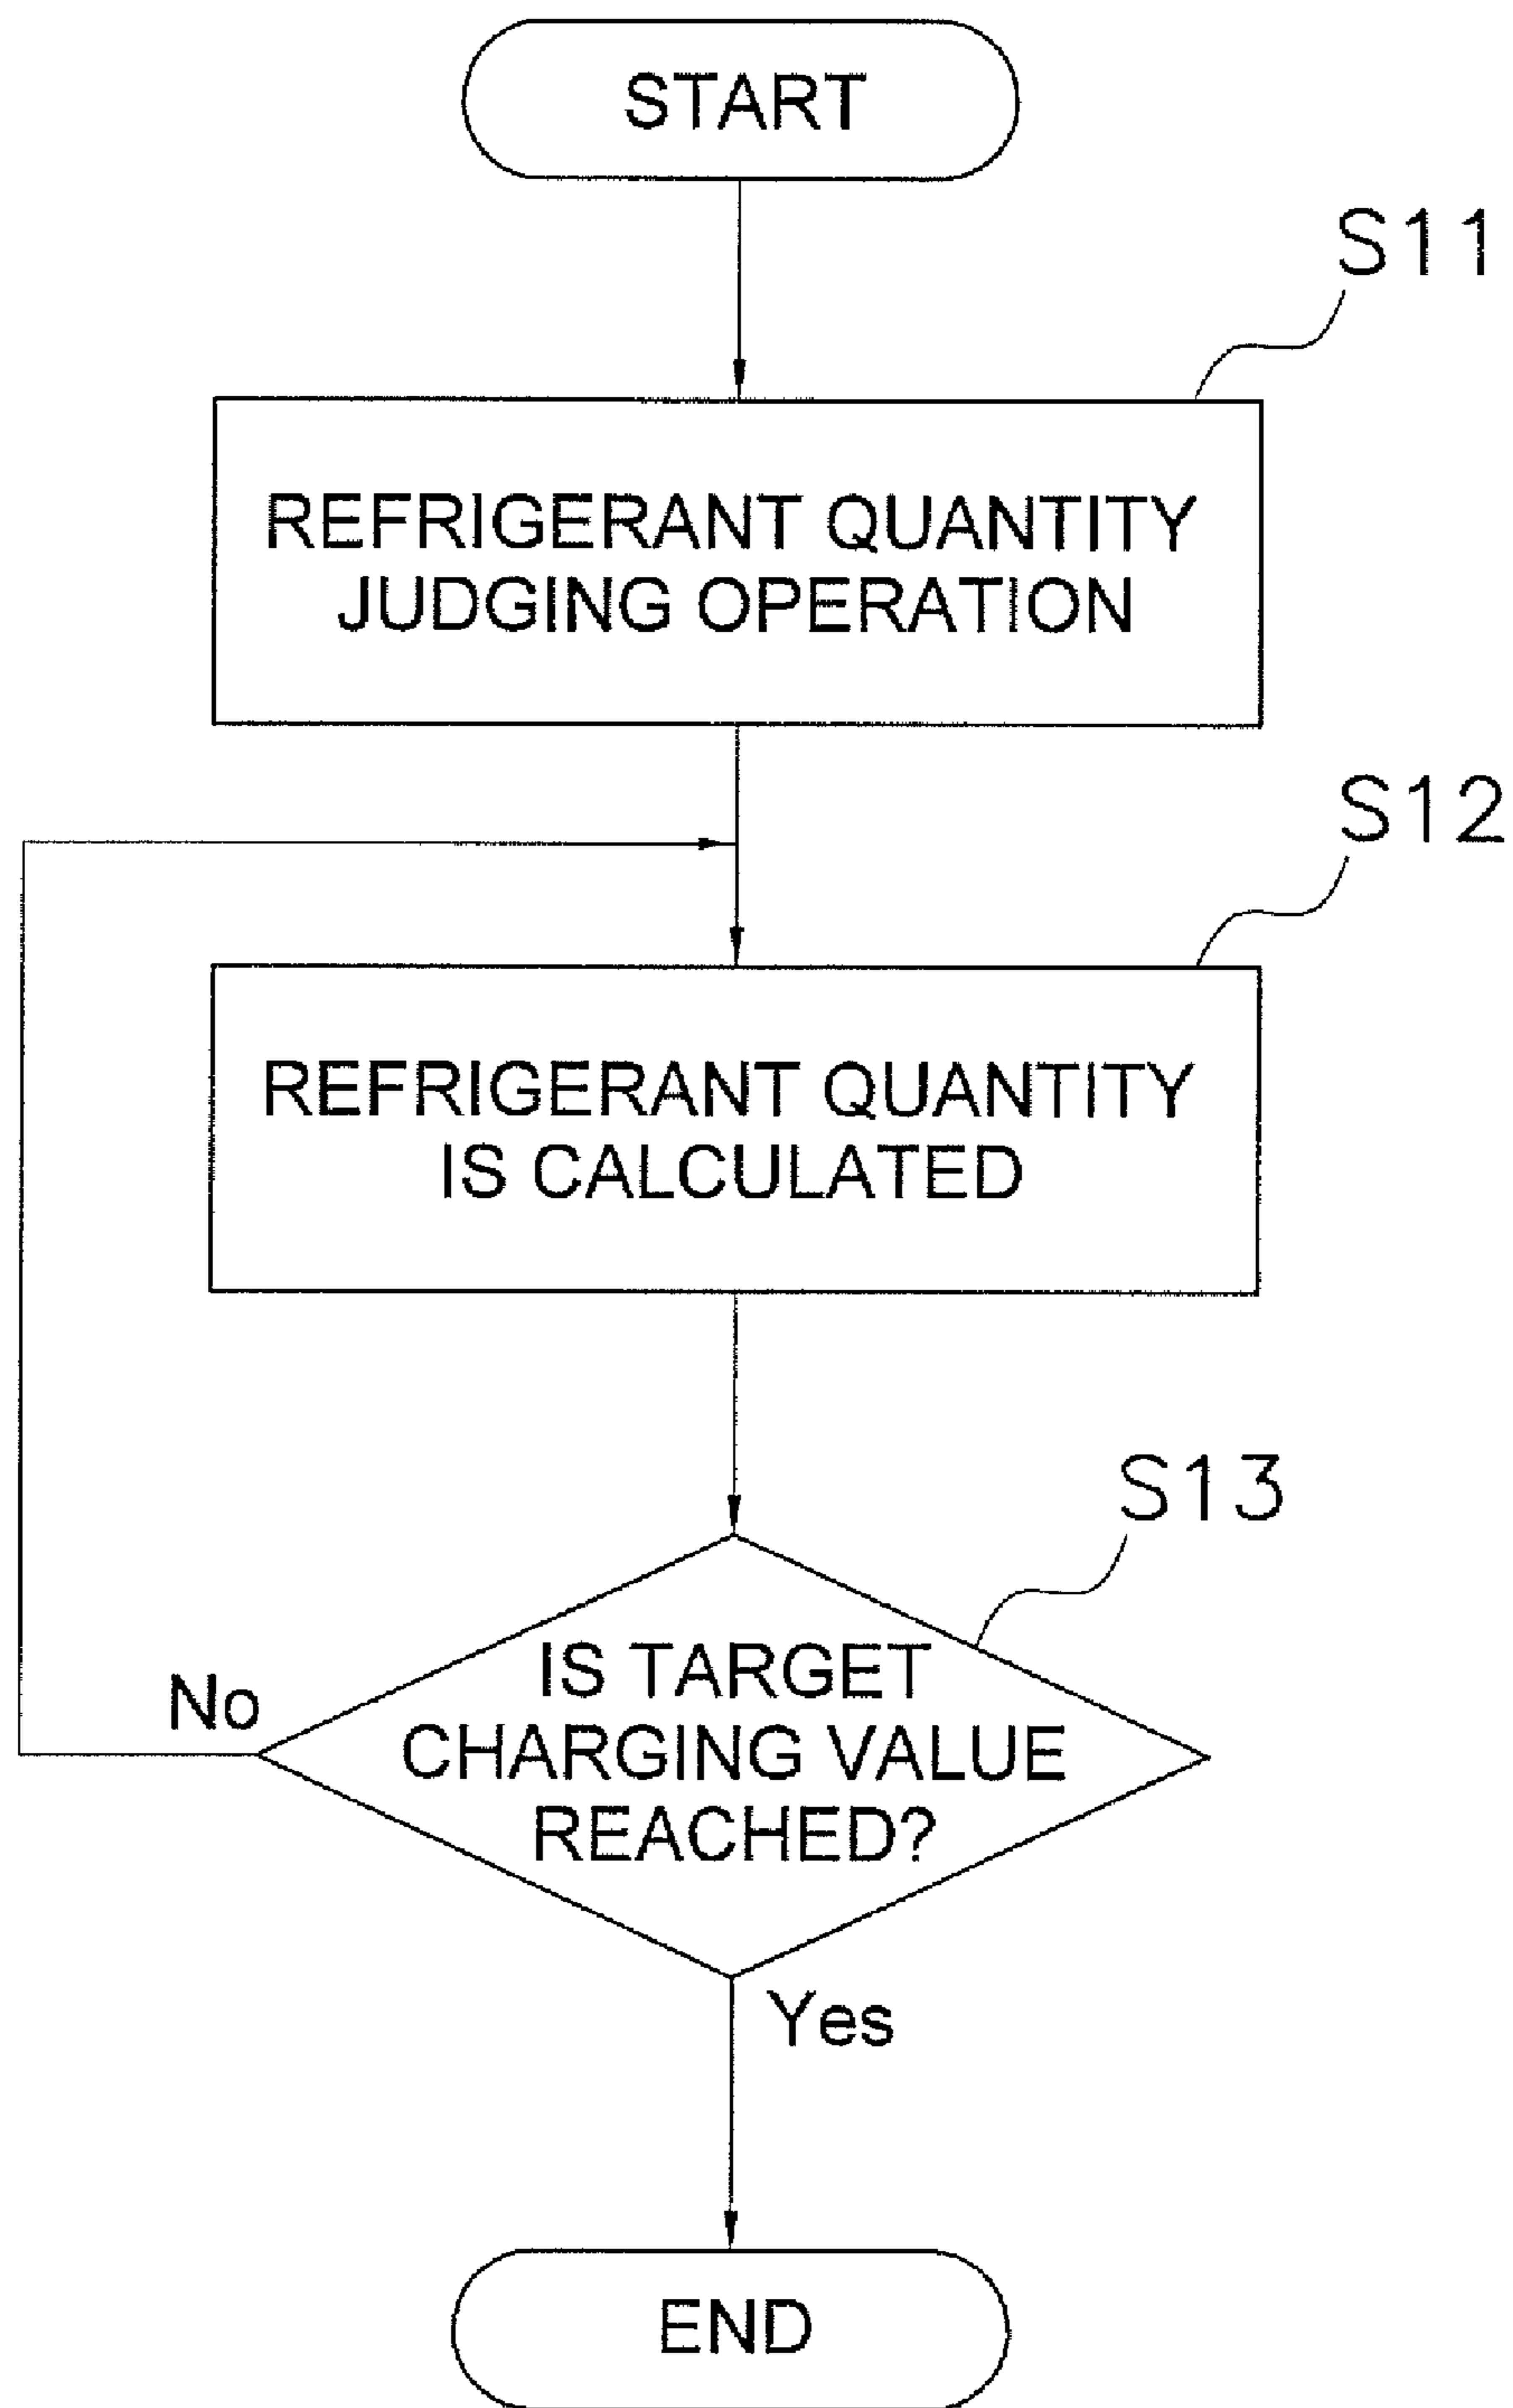 START
S11
REFRIGERANT QUANTITY
JUDGING OPERATION
S12
REFRIGERANT QUANTITY
IS CALCULATED
S13
IS TARGET
CHARGING VALUE
REACHED?
No
Yes
END